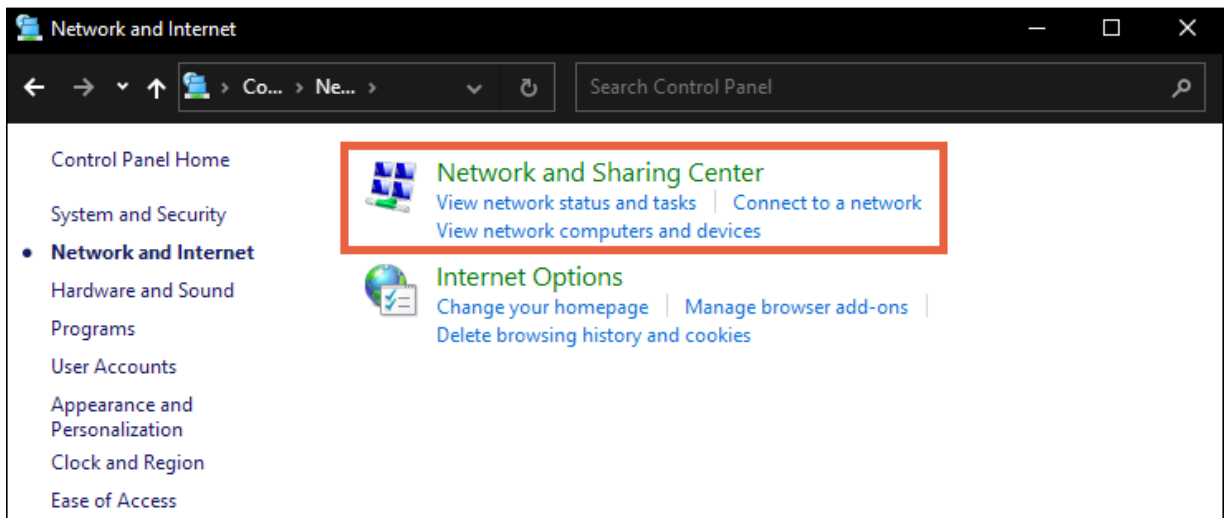 Network and Internet
Co... Ne...
Search Control Panel
Control Panel Home
System and Security
Network and Internet
Hardware and Sound
Programs
User Accounts
Appearance and
Personalization
Clock and Region
Ease of Access
Network and Sharing Center
View network status and tasks Connect to a network
View network computers and devices
Internet Options
Change your homepage Manage browser add-ons
Delete browsing history and cookies